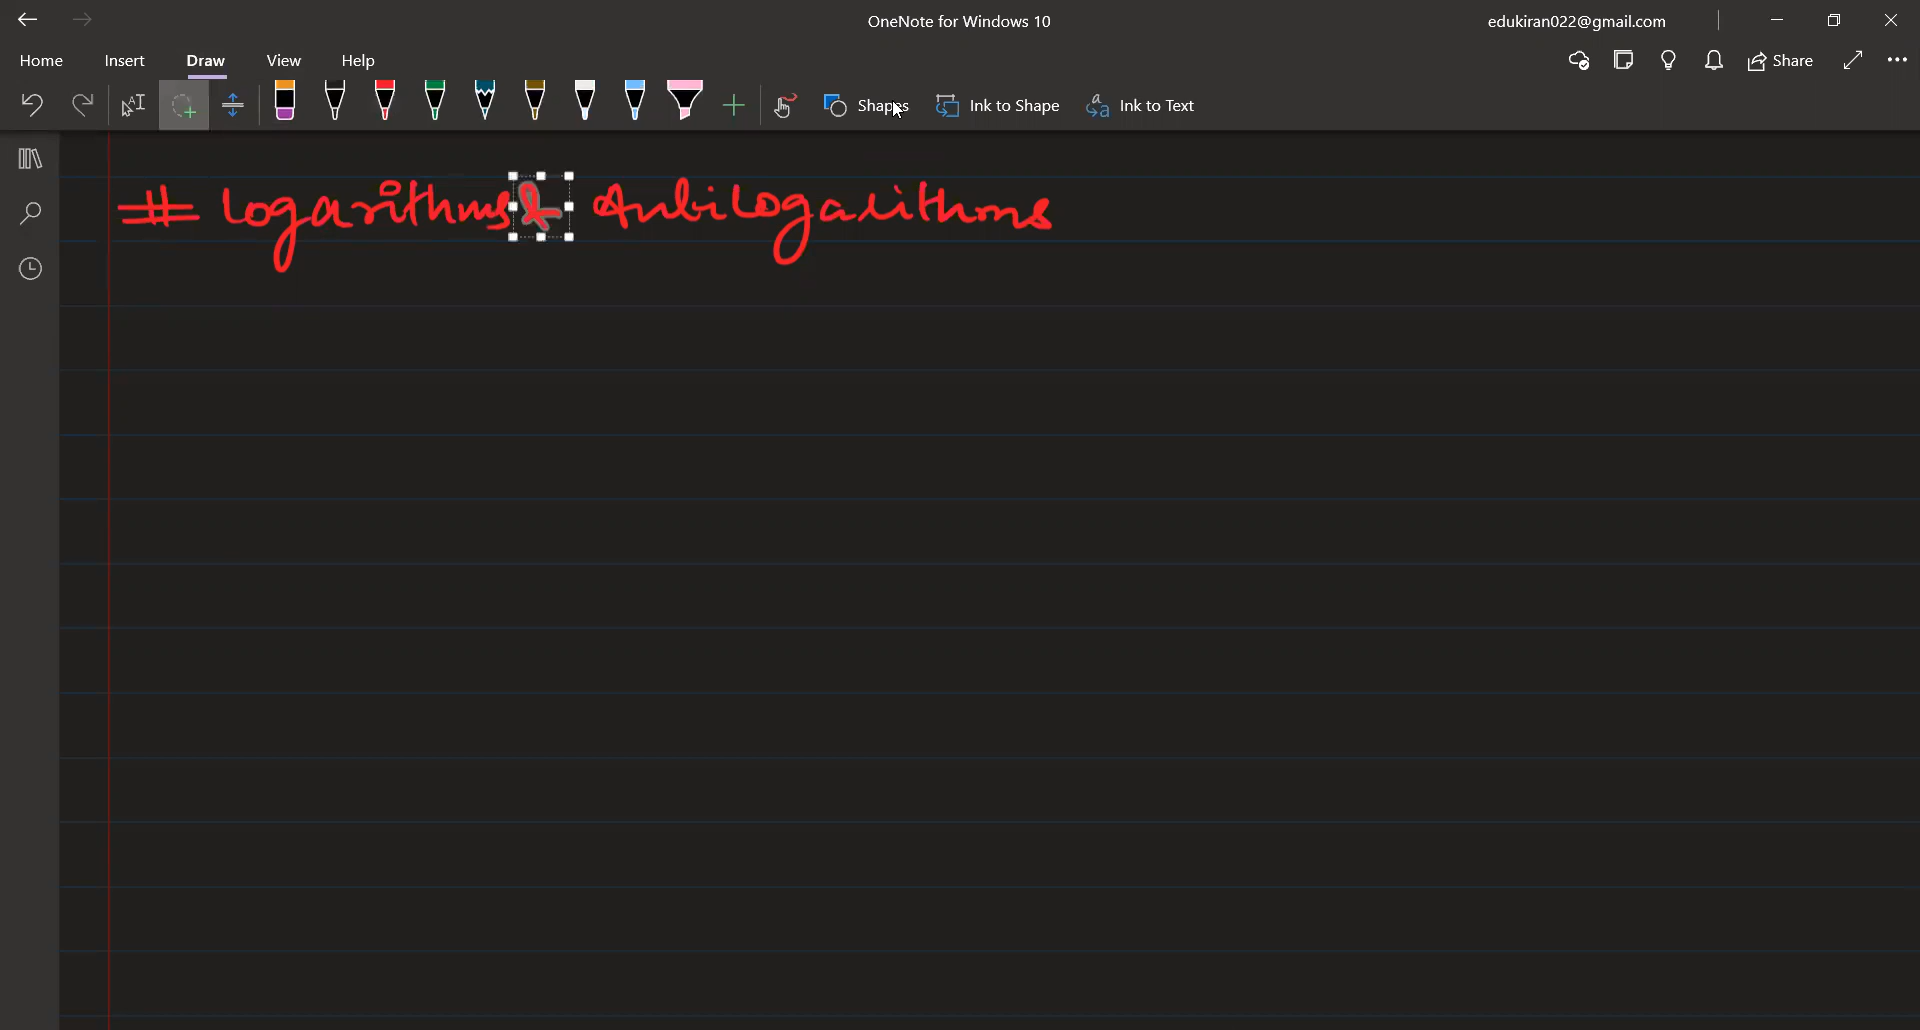 OneNote for Windows 10
edukiran022@gmail.com
Home Insert Draw View Help
Share
Shapes Ink to Shape Ink to Text
# Logarithms & Antilogarithms